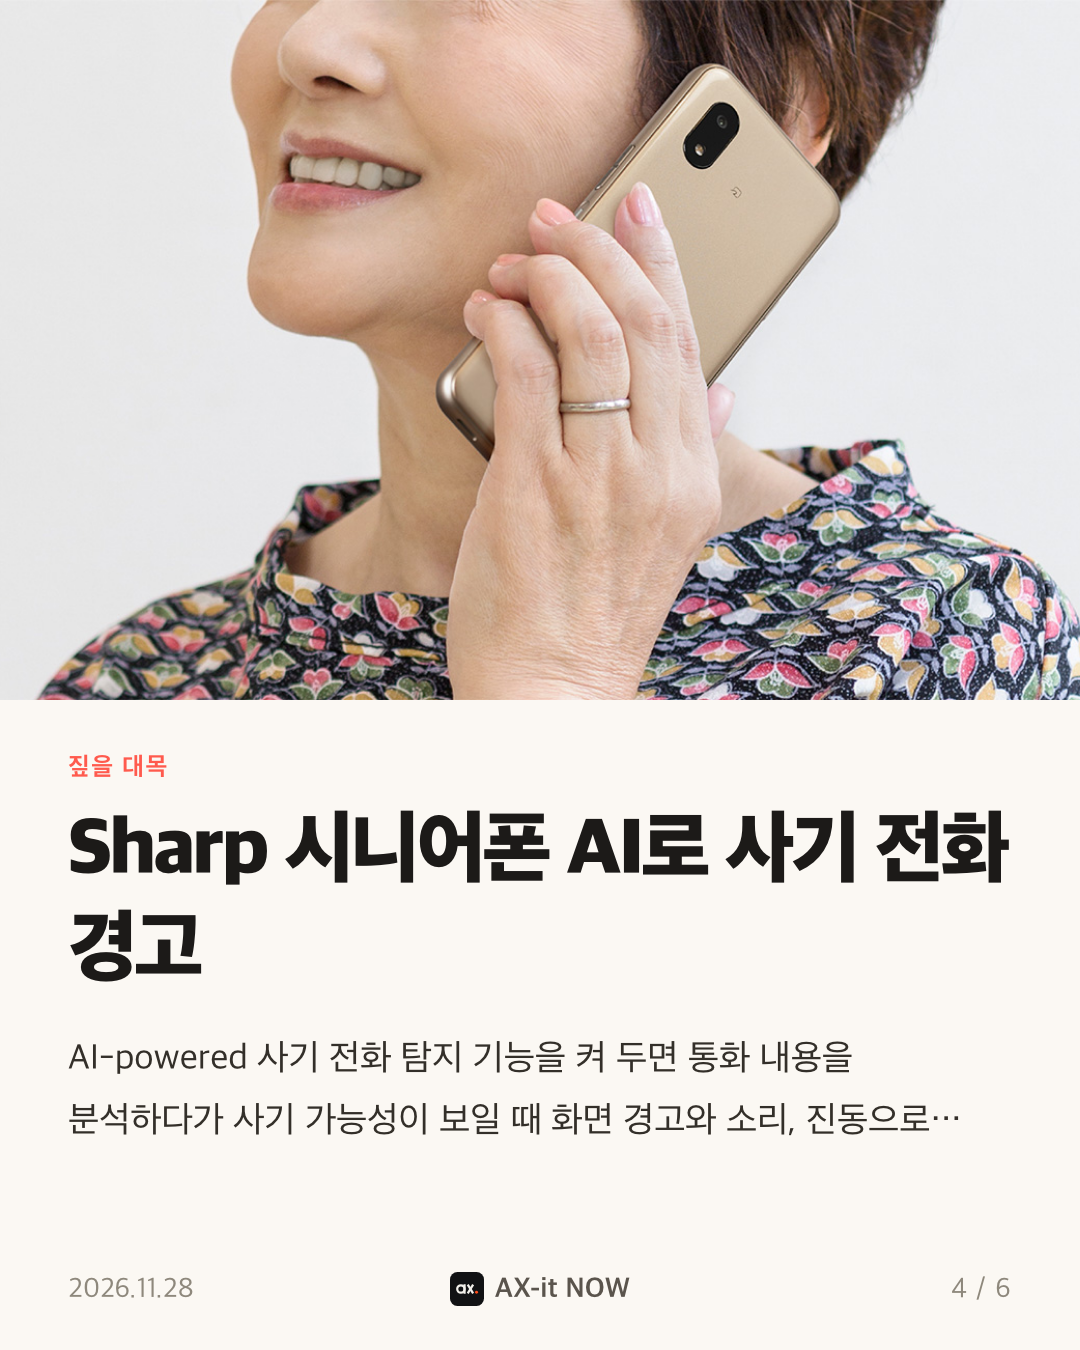 짚을 대목
Sharp 시니어폰 AI로 사기 전화
경고
AI-powered 사기 전화 탐지 기능을 켜 두면 통화 내용을
분석하다가 사기 가능성이 보일 때 화면 경고와 소리, 진동으로…
2026.11.28
ax. AX-it NOW
4 / 6